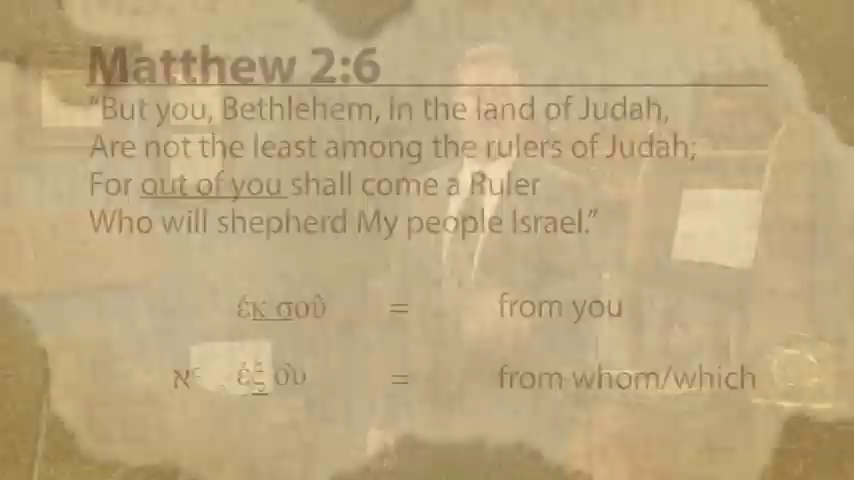 Matthew 2:6
“But you, Bethlehem, in the land of Judah,
Are not the least among the rulers of Judah;
For out of you shall come a Ruler
Who will shepherd My people Israel.”
ἐκ σοῦ = from you
א ἐξ οὗ = from whom/which